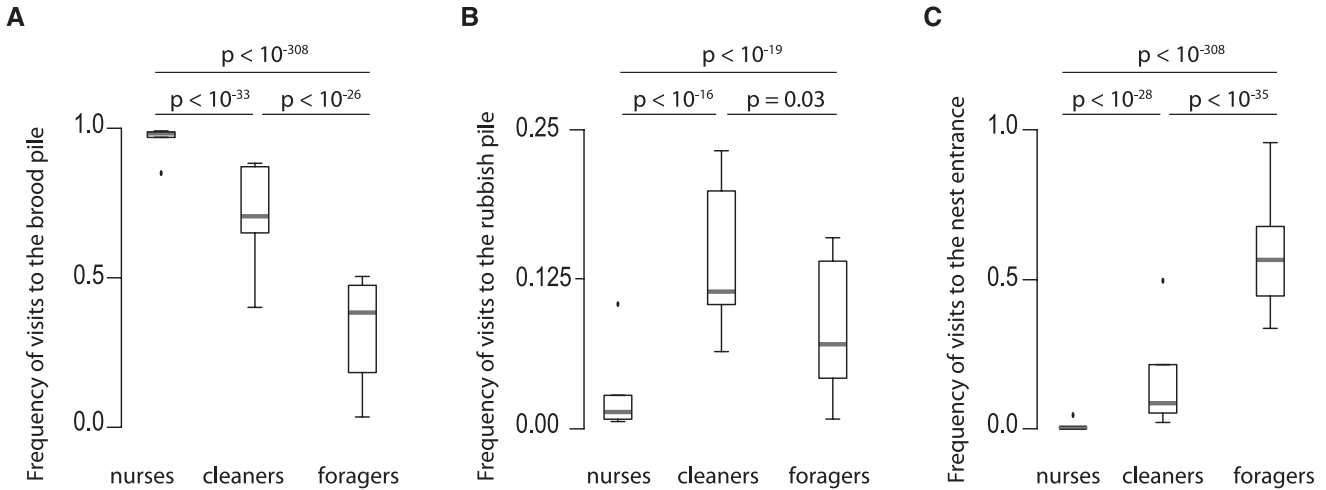 A
p < 10^-308
p < 10^-33
p < 10^-26
Frequency of visits to the brood pile
1.0
0.5
0.0
nurses
cleaners
foragers
B
p < 10^-19
p < 10^-16
p = 0.03
Frequency of visits to the rubbish pile
0.25
0.125
0.00
nurses
cleaners
foragers
C
p < 10^-308
p < 10^-28
p < 10^-35
Frequency of visits to the nest entrance
1.0
0.5
0.0
nurses
cleaners
foragers